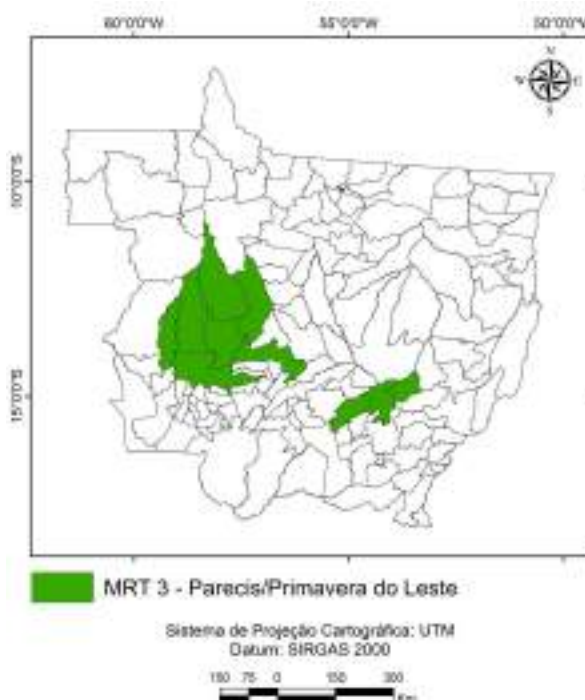 60°0'0"W 55°0'0"W 50°0'0"W
N
W E
S
10°0'0"S
15°0'0"S
MRT 3 - Parecis/Primavera do Leste
Sistema de Projeção Cartográfica: UTM
Datum: SIRGAS 2000
150 75 0 150 300
Km